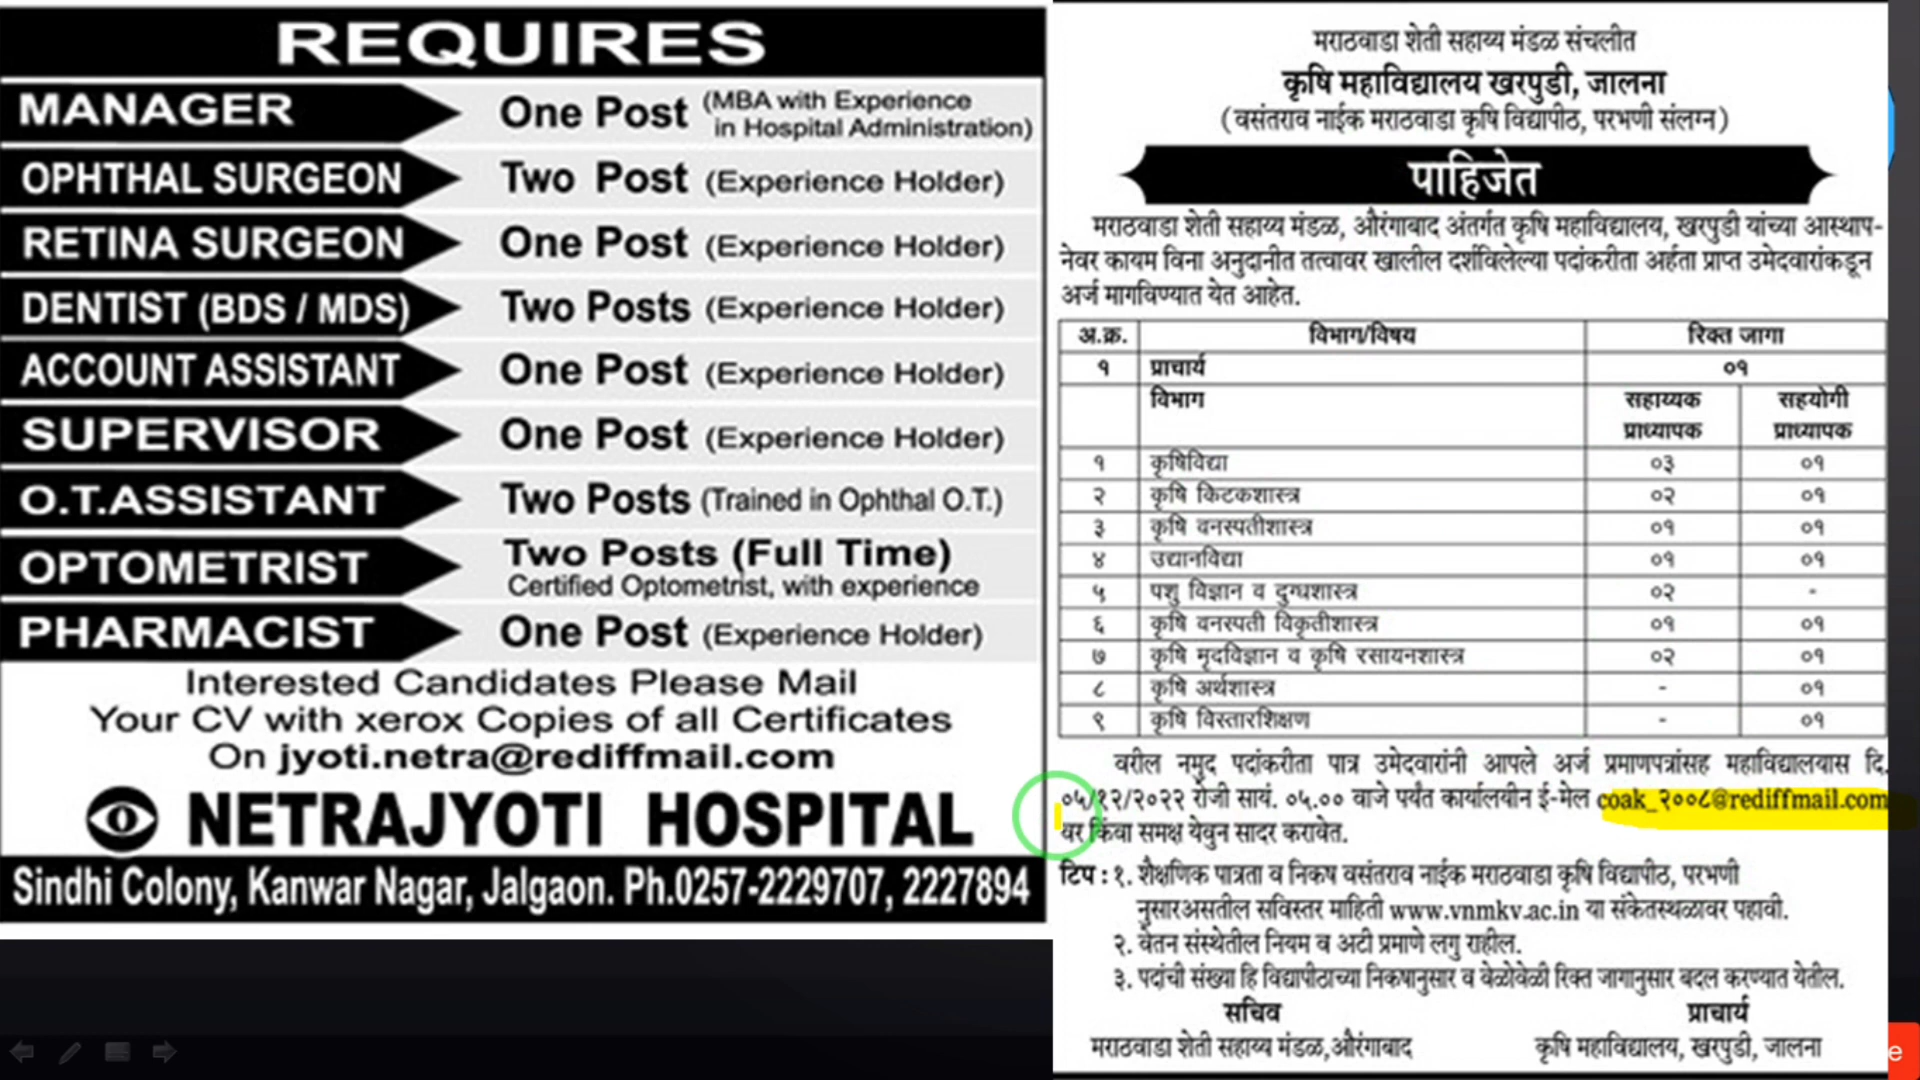 REQUIRES
MANAGER One Post (MBA with Experience in Hospital Administration)
OPHTHAL SURGEON Two Post (Experience Holder)
RETINA SURGEON One Post (Experience Holder)
DENTIST (BDS / MDS) Two Posts (Experience Holder)
ACCOUNT ASSISTANT One Post (Experience Holder)
SUPERVISOR One Post (Experience Holder)
O.T.ASSISTANT Two Posts (Trained in Ophthal O.T.)
OPTOMETRIST Two Posts (Full Time)
Certified Optometrist, with experience
PHARMACIST One Post (Experience Holder)
Interested Candidates Please Mail
Your CV with xerox Copies of all Certificates
On jyoti.netra@rediffmail.com
NETRAJYOTI HOSPITAL
Sindhi Colony, Kanwar Nagar, Jalgaon. Ph.0257-2229707, 2227894
मराठवाडा शेती सहाय्य मंडळ संचलीत
कृषि महाविद्यालय खरपुडी, जालना
(वसंतराव नाईक मराठवाडा कृषि विद्यापीठ, परभणी संलग्न)
पाहिजेत
मराठवाडा शेती सहाय्य मंडळ, औरंगाबाद अंतर्गत कृषि महाविद्यालय, खरपुडी यांच्या आस्थाप-
नेवर कायम विना अनुदानीत तत्वावर खालील दर्शविलेल्या पदांकरीता अर्हता प्राप्त उमेदवारांकडून
अर्ज मागविण्यात येत आहेत.
अ.क्र. विभाग/विषय रिक्त जागा
१ प्राचार्य ०१
विभाग सहाय्यक प्राध्यापक सहयोगी प्राध्यापक
१ कृषिविद्या ०३ ०१
२ कृषि किटकशास्त्र ०२ ०१
३ कृषि वनस्पतीशास्त्र ०१ ०१
४ उद्यानविद्या ०१ ०१
५ पशु विज्ञान व दुग्धशास्त्र ०२ -
६ कृषि वनस्पती विकृतीशास्त्र ०१ ०१
७ कृषि मृदविज्ञान व कृषि रसायनशास्त्र ०२ ०१
८ कृषि अर्थशास्त्र - ०१
९ कृषि विस्तारशिक्षण - ०१
वरील नमुद पदांकरीता पात्र उमेदवारांनी आपले अर्ज प्रमाणपत्रांसह महाविद्यालयास दि.
०५/१२/२०२२ रोजी सायं. ०५.०० वाजे पर्यंत कार्यालयीन ई-मेल coak_२००८@rediffmail.com
वर किंवा समक्ष येवुन सादर करावेत.
टिप : १. शैक्षणिक पात्रता व निकष वसंतराव नाईक मराठवाडा कृषि विद्यापीठ, परभणी
नुसारअसतील सविस्तर माहिती www.vnmkv.ac.in या संकेतस्थळावर पहावी.
२. वेतन संस्थेतील नियम व अटी प्रमाणे लगु राहील.
३. पदांची संख्या हि विद्यापीठाच्या निकषानुसार व वेळोवेळी रिक्त जागानुसार बदल करण्यात येतील.
सचिव प्राचार्य
मराठवाडा शेती सहाय्य मंडळ,औरंगाबाद कृषि महाविद्यालय, खरपुडी, जालना